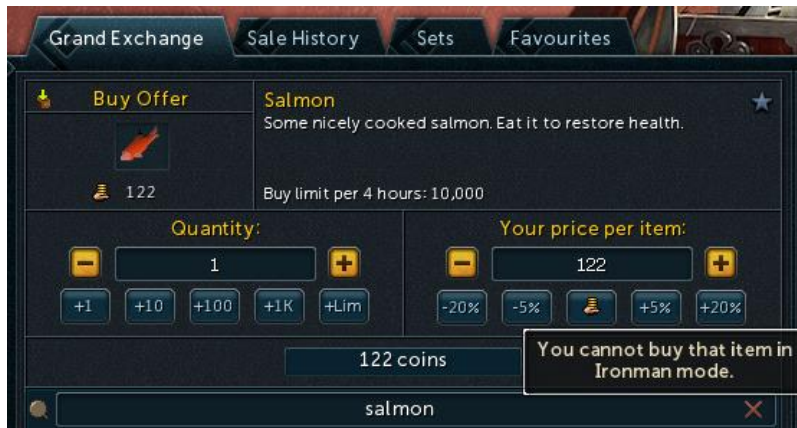 Grand Exchange Sale History Sets Favourites
Buy Offer
122
Salmon
Some nicely cooked salmon. Eat it to restore health.
Buy limit per 4 hours: 10,000
Quantity:
1
+1 +10 +100 +1K +Lim
Your price per item:
122
-20% -5% +5% +20%
122 coins
You cannot buy that item in
Ironman mode.
salmon